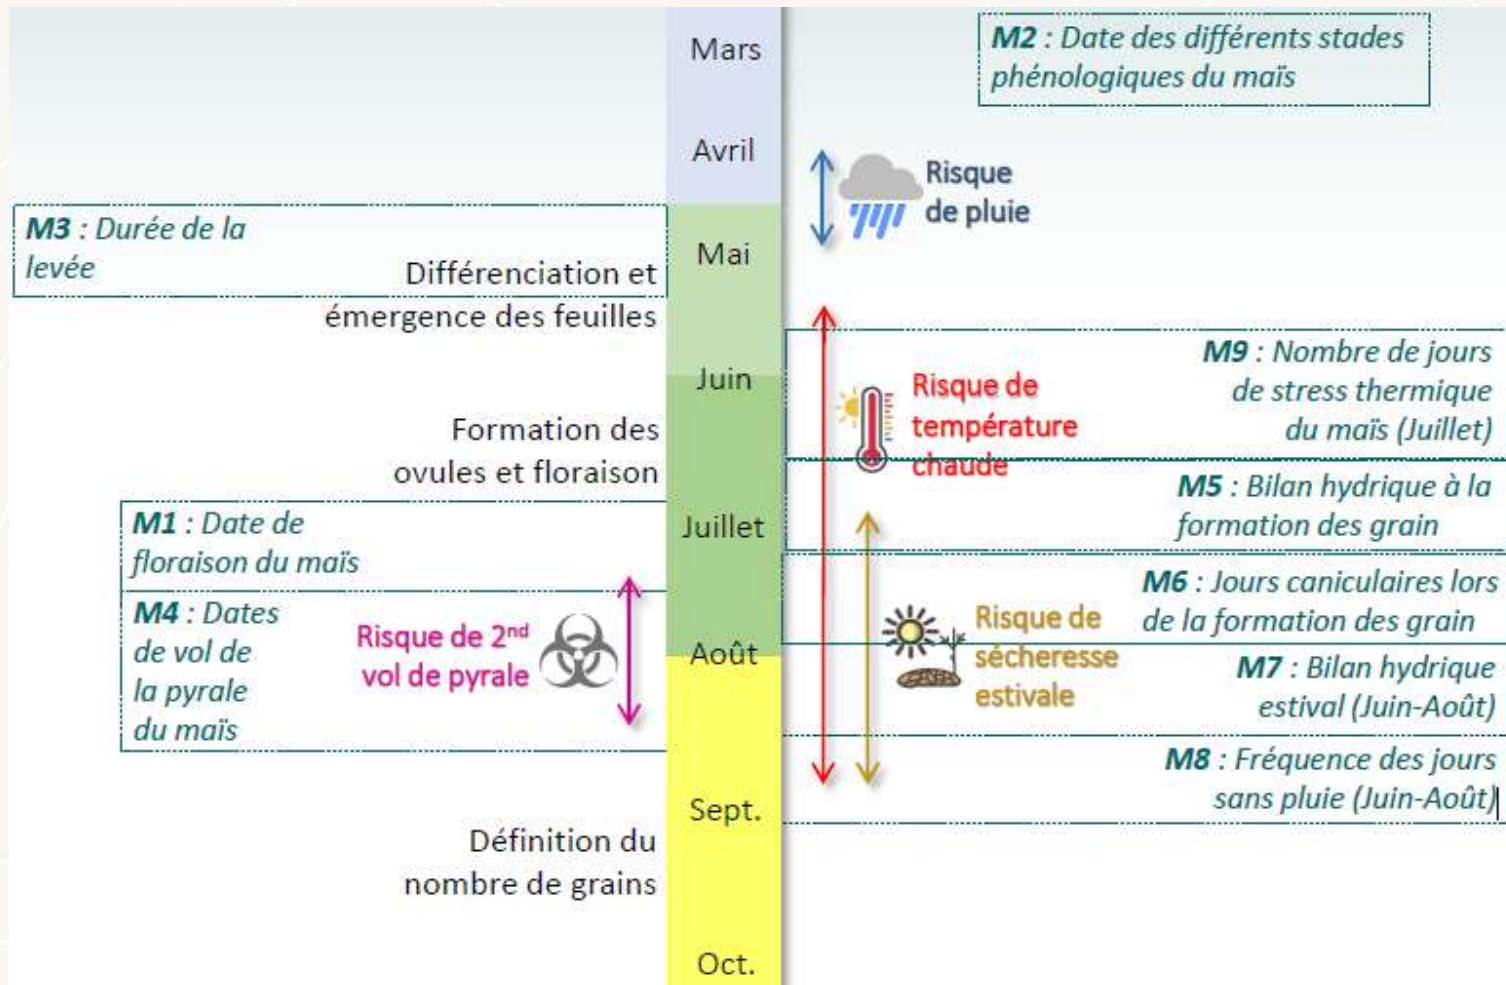 Mars
M2 : Date des différents stades
phénologiques du maïs
Avril
Risque
de pluie
M3 : Durée de la
levée
Mai
Différenciation et
émergence des feuilles
Juin
M9 : Nombre de jours
de stress thermique
du maïs (Juillet)
Risque de
température
chaude
Formation des
ovules et floraison
M5 : Bilan hydrique à la
formation des grain
M1 : Date de
floraison du maïs
Juillet
M6 : Jours caniculaires lors
de la formation des grain
M4 : Dates
de vol de
la pyrale
du maïs
Risque de 2nd
vol de pyrale
Août
Risque de
sécheresse
estivale
M7 : Bilan hydrique
estival (Juin-Août)
M8 : Fréquence des jours
sans pluie (Juin-Août)
Sept.
Définition du
nombre de grains
Oct.